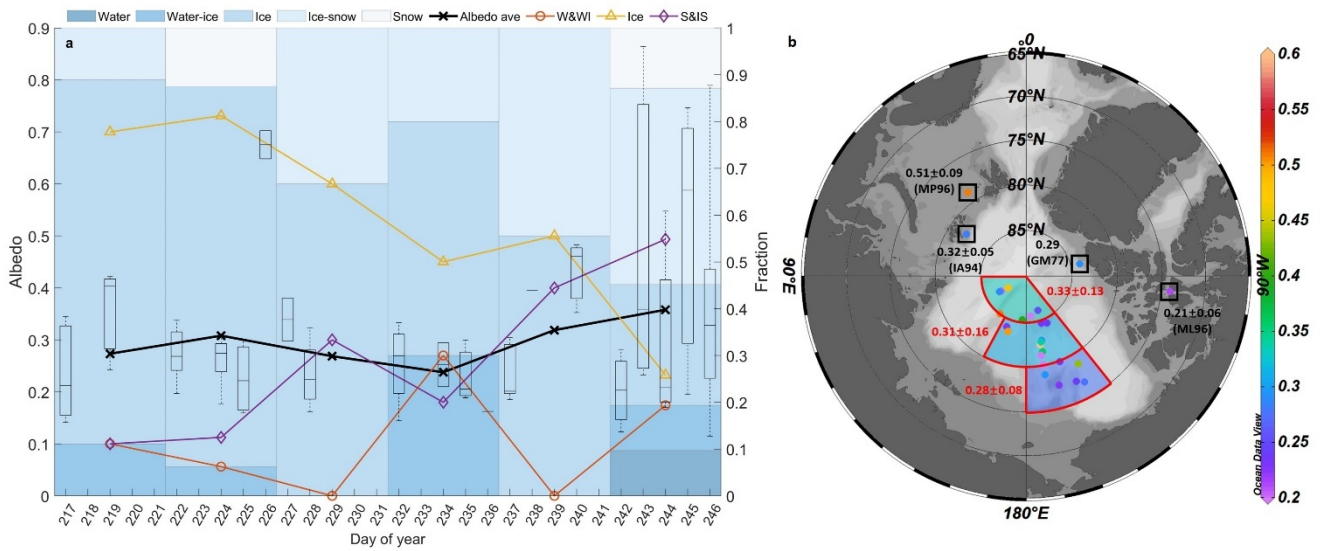 Water Water-ice Ice Ice-snow Snow Albedo ave W&WI Ice S&IS
a
Albedo
0.9
0.8
0.7
0.6
0.5
0.4
0.3
0.2
0.1
0
1
0.9
0.8
0.7
0.6
0.5
0.4
0.3
0.2
0.1
0
Fraction
217 218 219 220 221 222 223 224 225 226 227 228 229 230 231 232 233 234 235 236 237 238 239 240 241 242 243 244 245 246
Day of year
b
0°
65°N
70°N
75°N
80°N
85°N
90°E
90°W
180°E
0.51±0.09
(MP96)
0.32±0.05
(IA94)
0.29
(GM77)
0.21±0.06
(ML96)
0.33±0.13
0.31±0.16
0.28±0.08
Ocean Data View
0.6
0.55
0.5
0.45
0.4
0.35
0.3
0.25
0.2